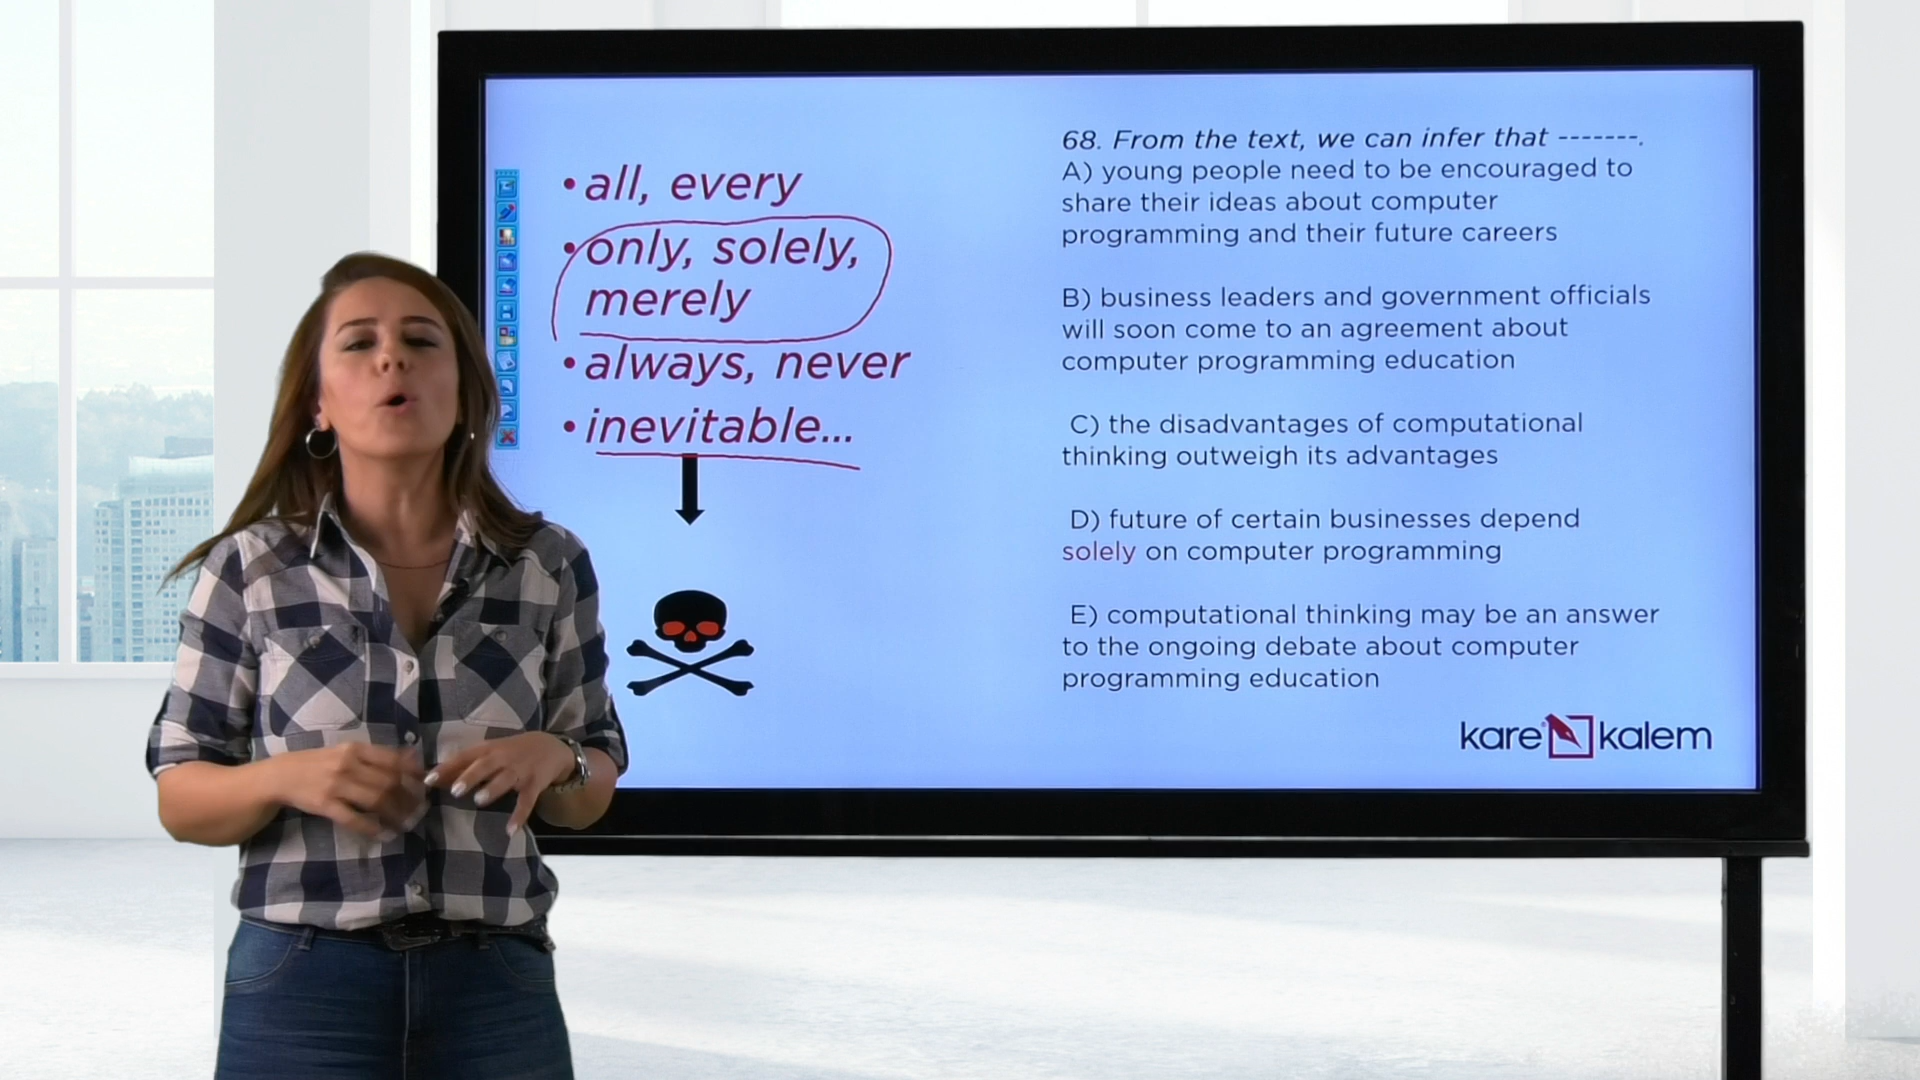 •all, every
•only, solely,
merely
•always, never
•inevitable...
68. From the text, we can infer that -------.
A) young people need to be encouraged to
share their ideas about computer
programming and their future careers
B) business leaders and government officials
will soon come to an agreement about
computer programming education
C) the disadvantages of computational
thinking outweigh its advantages
D) future of certain businesses depend
solely on computer programming
E) computational thinking may be an answer
to the ongoing debate about computer
programming education
kare kalem